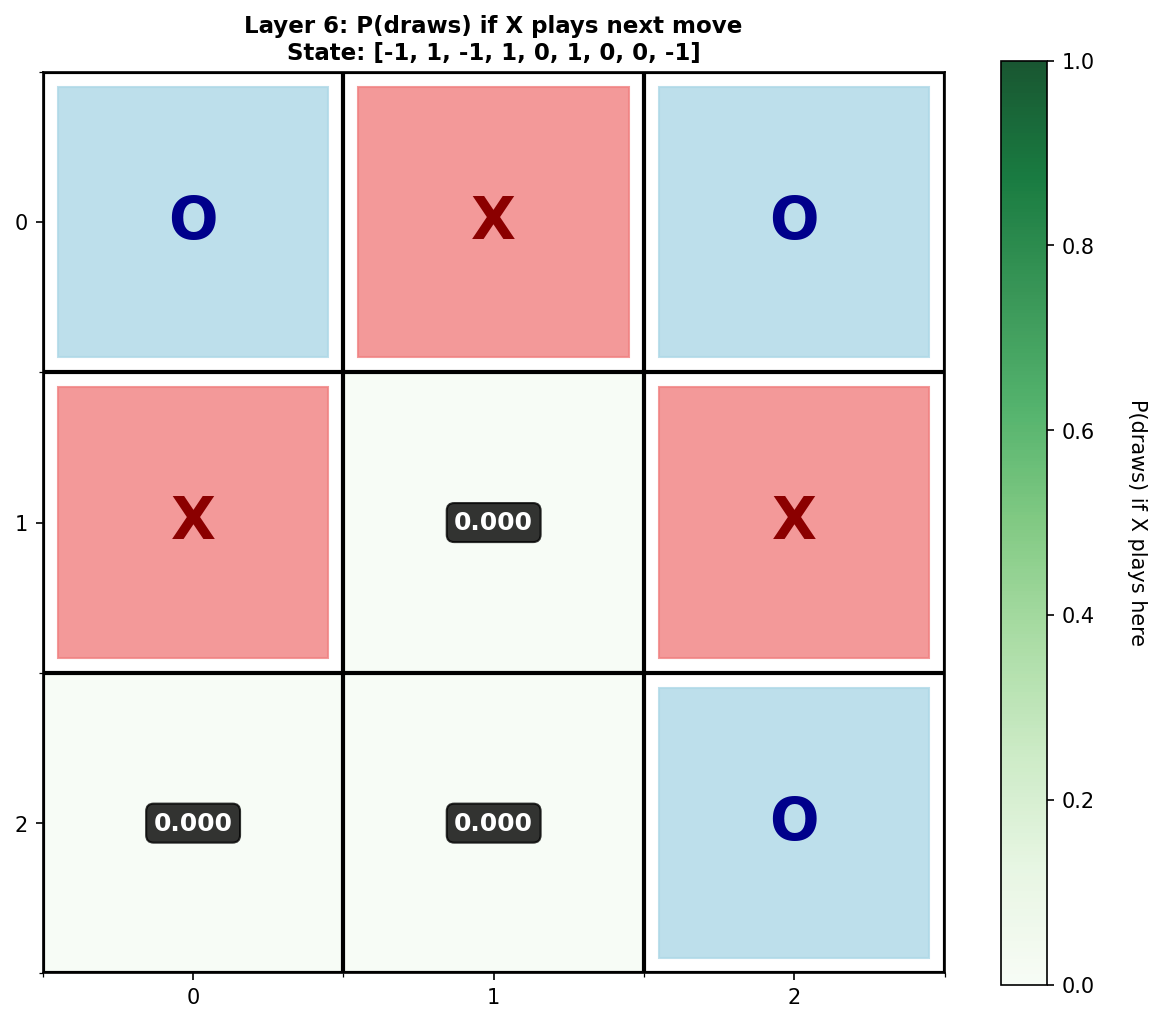 Layer 6: P(draws) if X plays next move
State: [-1, 1, -1, 1, 0, 1, 0, 0, -1]
O X O
X 0.000 X
0.000 0.000 O
0
1
2
0 1 2
1.0
0.8
0.6
0.4
0.2
0.0
P(draws) if X plays here